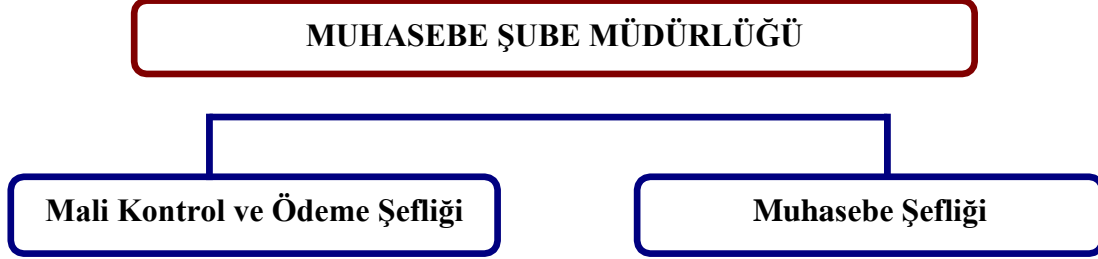 MUHASEBE ŞUBE MÜDÜRLÜĞÜ
Mali Kontrol ve Ödeme Şefliği
Muhasebe Şefliği